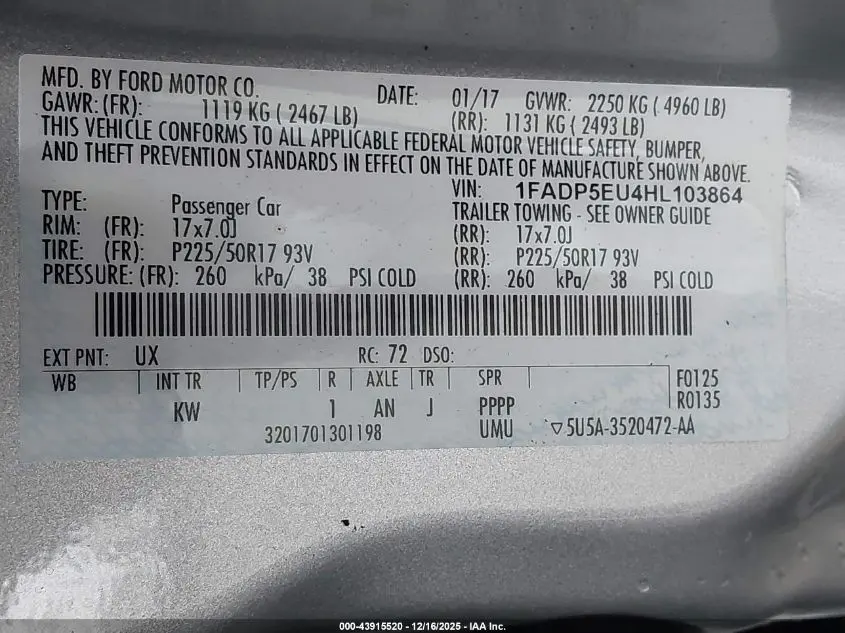 MFD. BY FORD MOTOR CO. DATE: 01/17 GVWR: 2250 KG ( 4960 LB)
GAWR: (FR): 1119 KG ( 2467 LB) (RR): 1131 KG ( 2493 LB)
THIS VEHICLE CONFORMS TO ALL APPLICABLE FEDERAL MOTOR VEHICLE SAFETY, BUMPER,
AND THEFT PREVENTION STANDARDS IN EFFECT ON THE DATE OF MANUFACTURE SHOWN ABOVE.
VIN: 1FADP5EU4HL103864
TYPE: Passenger Car TRAILER TOWING - SEE OWNER GUIDE
RIM: (FR): 17x7.0J (RR): 17x7.0J
TIRE: (FR): P225/50R17 93V (RR): P225/50R17 93V
PRESSURE: (FR): 260 kPa/ 38 PSI COLD (RR): 260 kPa/ 38 PSI COLD
EXT PNT: UX RC: 72 DSO:
WB INT TR TP/PS R AXLE TR SPR F0125
KW 1 AN J PPPP R0135
3201701301198 UMU ▽5U5A-3520472-AA
000-43915520 - 12/16/2025 - IAA Inc.